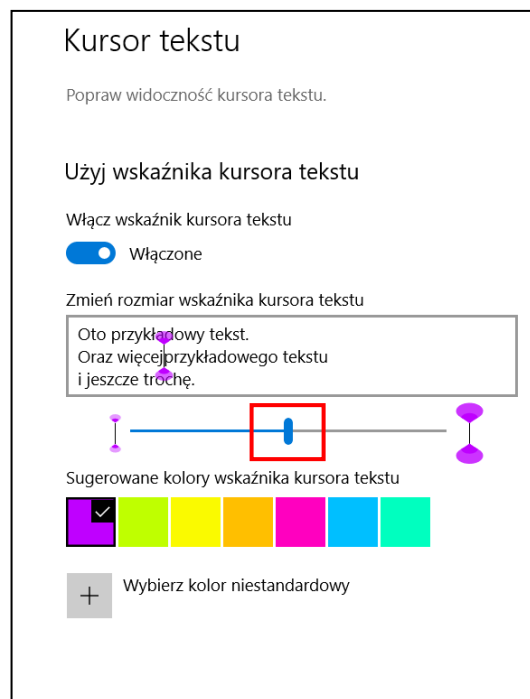 Kursor tekstu
Popraw widoczność kursora tekstu.
Użyj wskaźnika kursora tekstu
Włącz wskaźnik kursora tekstu
Włączone
Zmień rozmiar wskaźnika kursora tekstu
Oto przykładowy tekst.
Oraz więcej przykładowego tekstu
i jeszcze trochę.
Sugerowane kolory wskaźnika kursora tekstu
Wybierz kolor niestandardowy